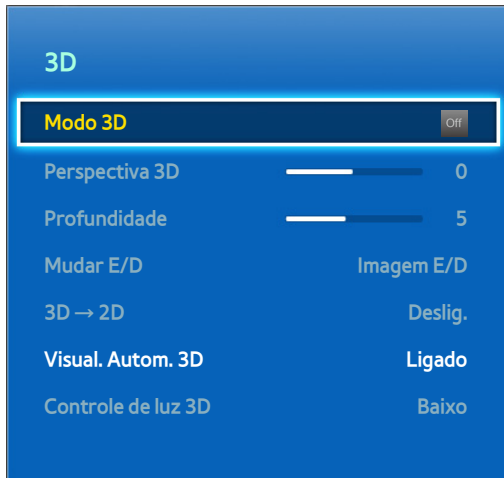 3D
Modo 3D Off
Perspectiva 3D 0
Profundidade 5
Mudar E/D Imagem E/D
3D → 2D Deslig.
Visual. Autom. 3D Ligado
Controle de luz 3D Baixo